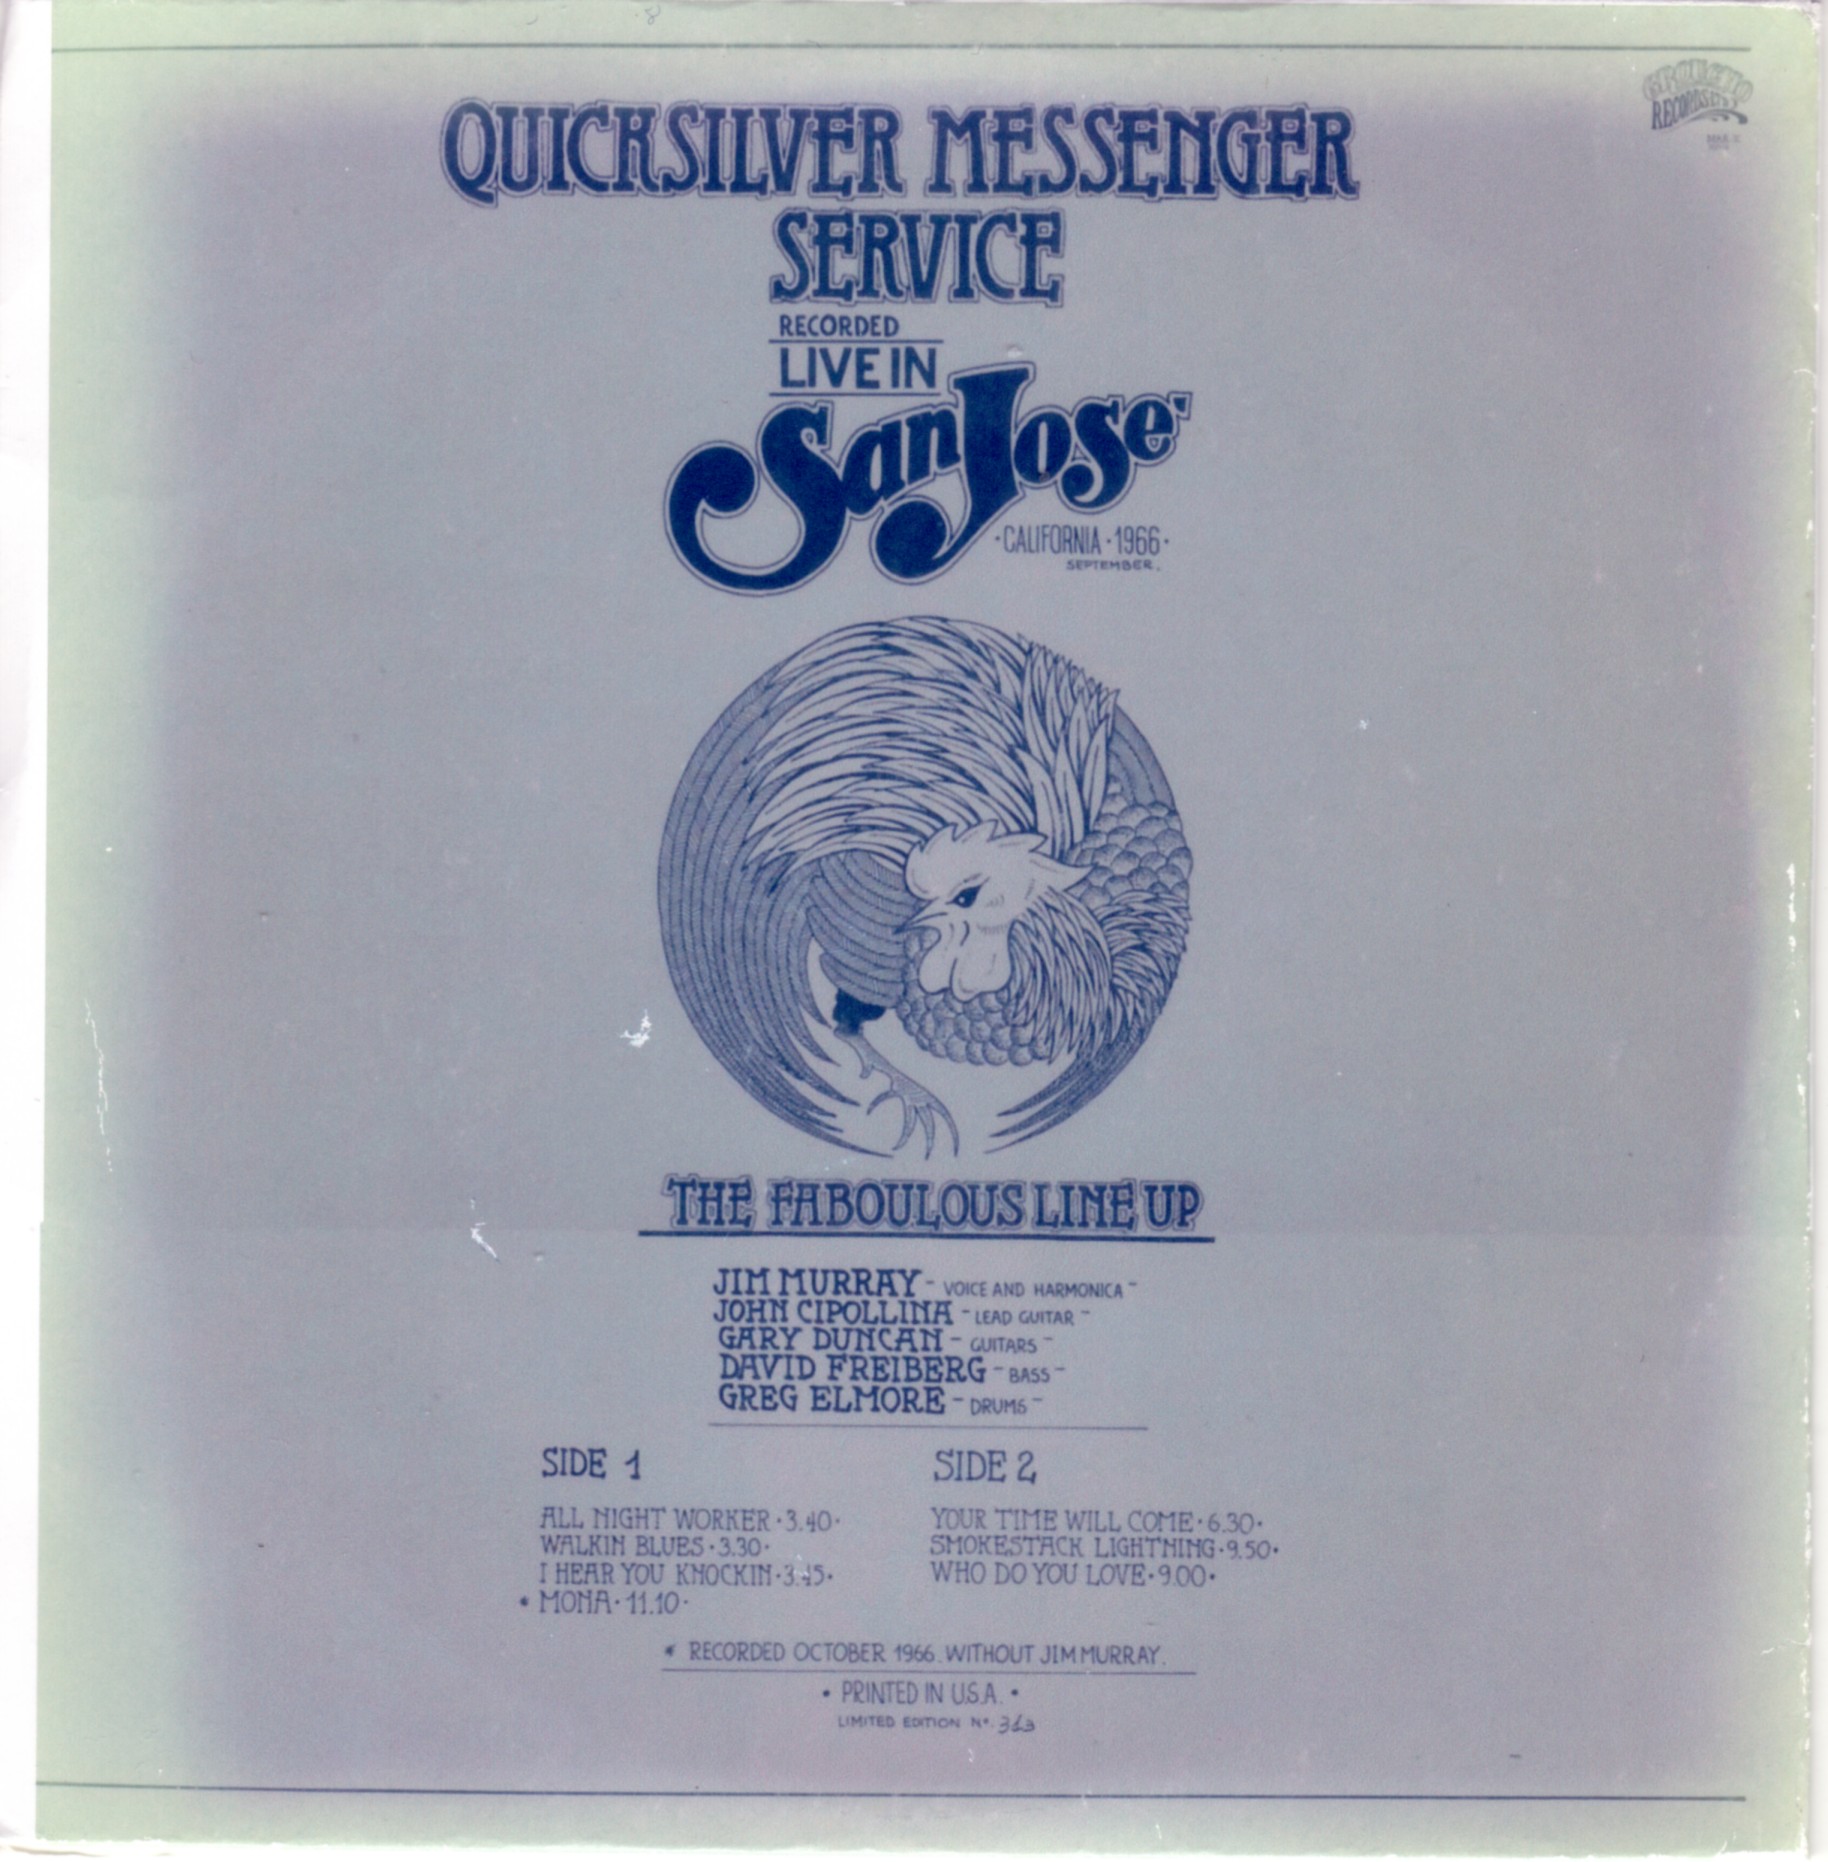 GROUCHO
RECORDS
QUICKSILVER MESSENGER
SERVICE
RECORDED
LIVE IN
San Jose'
·CALIFORNIA·1966·
SEPTEMBER.
THE FABOULOUS LINE UP
JIM MURRAY - VOICE AND HARMONICA -
JOHN CIPOLLINA - LEAD GUITAR -
GARY DUNCAN - GUITARS -
DAVID FREIBERG - BASS -
GREG ELMORE - DRUMS -
SIDE 1
ALL NIGHT WORKER·3.40·
WALKIN BLUES·3.30·
I HEAR YOU KNOCKIN·3.45·
* MONA·11.10·
SIDE 2
YOUR TIME WILL COME·6.30·
SMOKESTACK LIGHTNING·9.50·
WHO DO YOU LOVE·9.00·
* RECORDED OCTOBER 1966. WITHOUT JIM MURRAY.
• PRINTED IN U.S.A. •
LIMITED EDITION Nº.